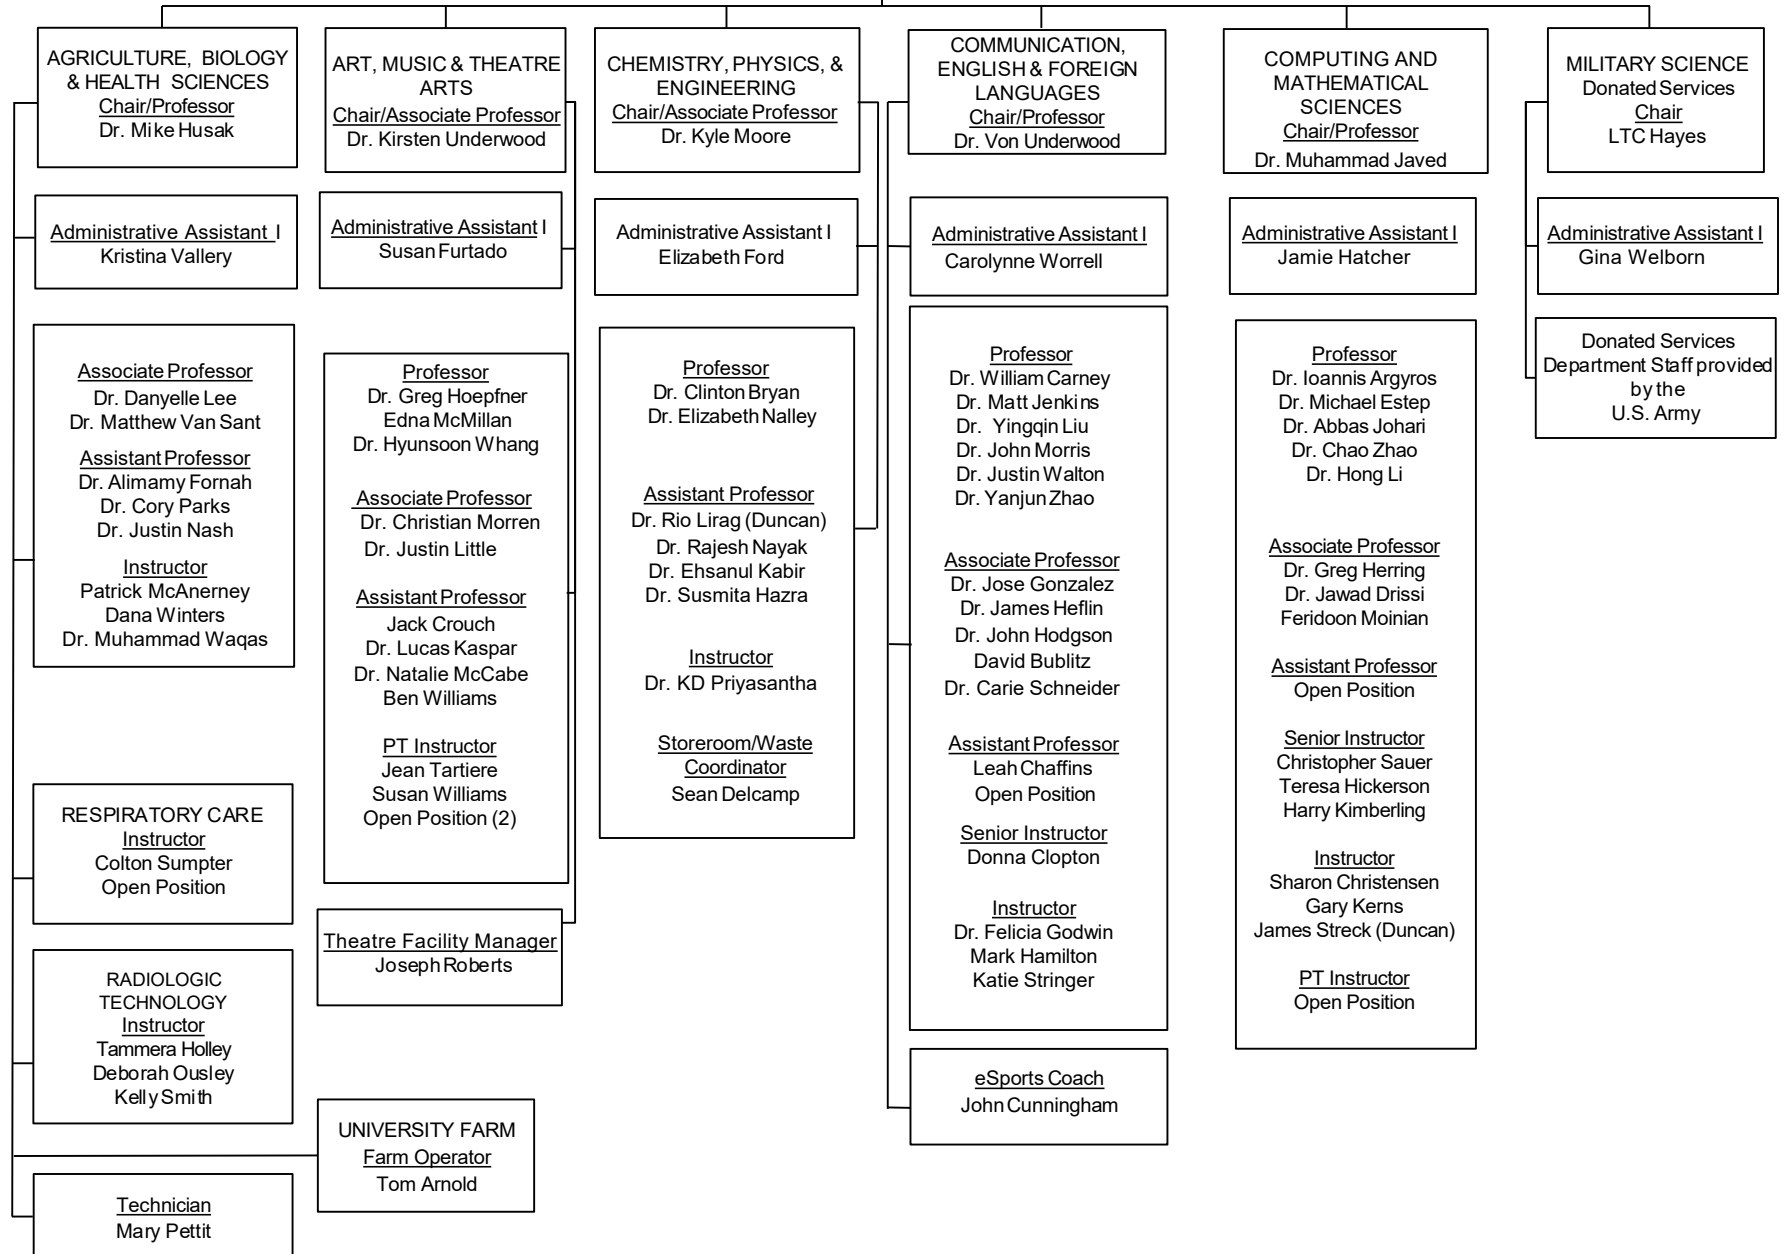 AGRICULTURE, BIOLOGY
& HEALTH SCIENCES
Chair/Professor
Dr. Mike Husak
Administrative Assistant I
Kristina Vallery
Associate Professor
Dr. Danyelle Lee
Dr. Matthew Van Sant
Assistant Professor
Dr. Alimamy Fornah
Dr. Cory Parks
Dr. Justin Nash
Instructor
Patrick McAnerney
Dana Winters
Dr. Muhammad Waqas
RESPIRATORY CARE
Instructor
Colton Sumpter
Open Position
RADIOLOGIC
TECHNOLOGY
Instructor
Tammera Holley
Deborah Ousley
Kelly Smith
UNIVERSITY FARM
Farm Operator
Tom Arnold
Technician
Mary Pettit
ART, MUSIC & THEATRE
ARTS
Chair/Associate Professor
Dr. Kirsten Underwood
Administrative Assistant I
Susan Furtado
Professor
Dr. Greg Hoepfner
Edna McMillan
Dr. Hyunsoon Whang
Associate Professor
Dr. Christian Morren
Dr. Justin Little
Assistant Professor
Jack Crouch
Dr. Lucas Kaspar
Dr. Natalie McCabe
Ben Williams
PT Instructor
Jean Tartiere
Susan Williams
Open Position (2)
Theatre Facility Manager
Joseph Roberts
CHEMISTRY, PHYSICS, &
ENGINEERING
Chair/Associate Professor
Dr. Kyle Moore
Administrative Assistant I
Elizabeth Ford
Professor
Dr. Clinton Bryan
Dr. Elizabeth Nalley
Assistant Professor
Dr. Rio Lirag (Duncan)
Dr. Rajesh Nayak
Dr. Ehsanul Kabir
Dr. Susmita Hazra
Instructor
Dr. KD Priyasantha
Storeroom/Waste
Coordinator
Sean Delcamp
COMMUNICATION,
ENGLISH & FOREIGN
LANGUAGES
Chair/Professor
Dr. Von Underwood
Administrative Assistant I
Carolynne Worrell
Professor
Dr. William Carney
Dr. Matt Jenkins
Dr. Yingqin Liu
Dr. John Morris
Dr. Justin Walton
Dr. Yanjun Zhao
Associate Professor
Dr. Jose Gonzalez
Dr. James Heflin
Dr. John Hodgson
David Bublitz
Dr. Carie Schneider
Assistant Professor
Leah Chaffins
Open Position
Senior Instructor
Donna Clopton
Instructor
Dr. Felicia Godwin
Mark Hamilton
Katie Stringer
eSports Coach
John Cunningham
COMPUTING AND
MATHEMATICAL
SCIENCES
Chair/Professor
Dr. Muhammad Javed
Administrative Assistant I
Jamie Hatcher
Professor
Dr. Ioannis Argyros
Dr. Michael Estep
Dr. Abbas Johari
Dr. Chao Zhao
Dr. Hong Li
Associate Professor
Dr. Greg Herring
Dr. Jawad Drissi
Feridoon Moinian
Assistant Professor
Open Position
Senior Instructor
Christopher Sauer
Teresa Hickerson
Harry Kimberling
Instructor
Sharon Christensen
Gary Kerns
James Streck (Duncan)
PT Instructor
Open Position
MILITARY SCIENCE
Donated Services
Chair
LTC Hayes
Administrative Assistant I
Gina Welborn
Donated Services
Department Staff provided
by the
U.S. Army